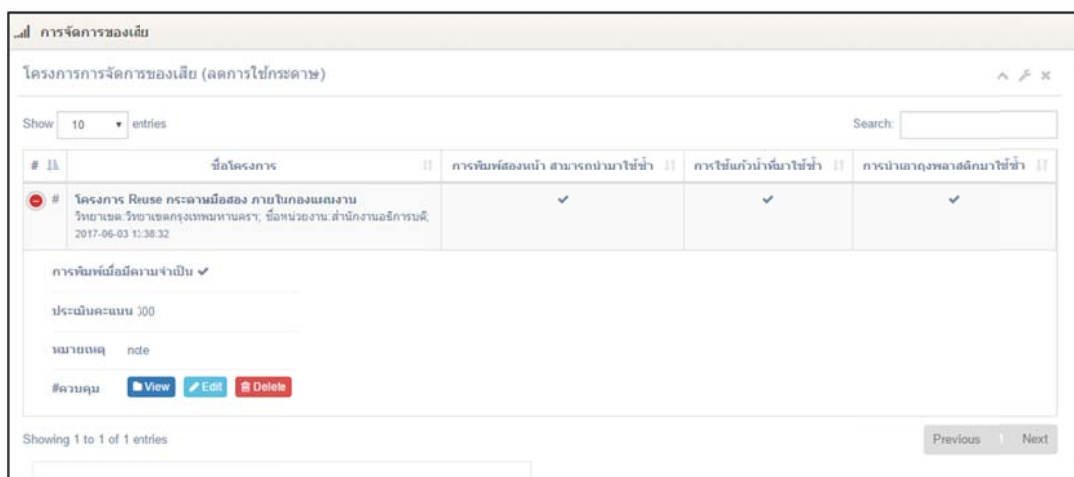 การจัดการของเสีย
โครงการการจัดการของเสีย (ลดการใช้กระดาษ)
Show 10 entries Search:
# ชื่อโครงการ การพิมพ์สองหน้า สามารถนำมาใช้ซ้ำ การใช้แก้วน้ำที่มาใช้ซ้ำ การนำเอาถุงพลาสติกมาใช้ซ้ำ
# โครงการ Reuse กระดาษมือสอง ภายในกองแผนงาน
วิทยาเขต:วิทยาเขตกรุงเทพมหานครฯ; ชื่อหน่วยงาน:สำนักงานอธิการบดี;
2017-06-03 13:38:32
การพิมพ์เมื่อมีความจำเป็น
ประเมินคะแนน 300
หมายเหตุ note
#ควบคุม View Edit Delete
Showing 1 to 1 of 1 entries Previous 1 Next